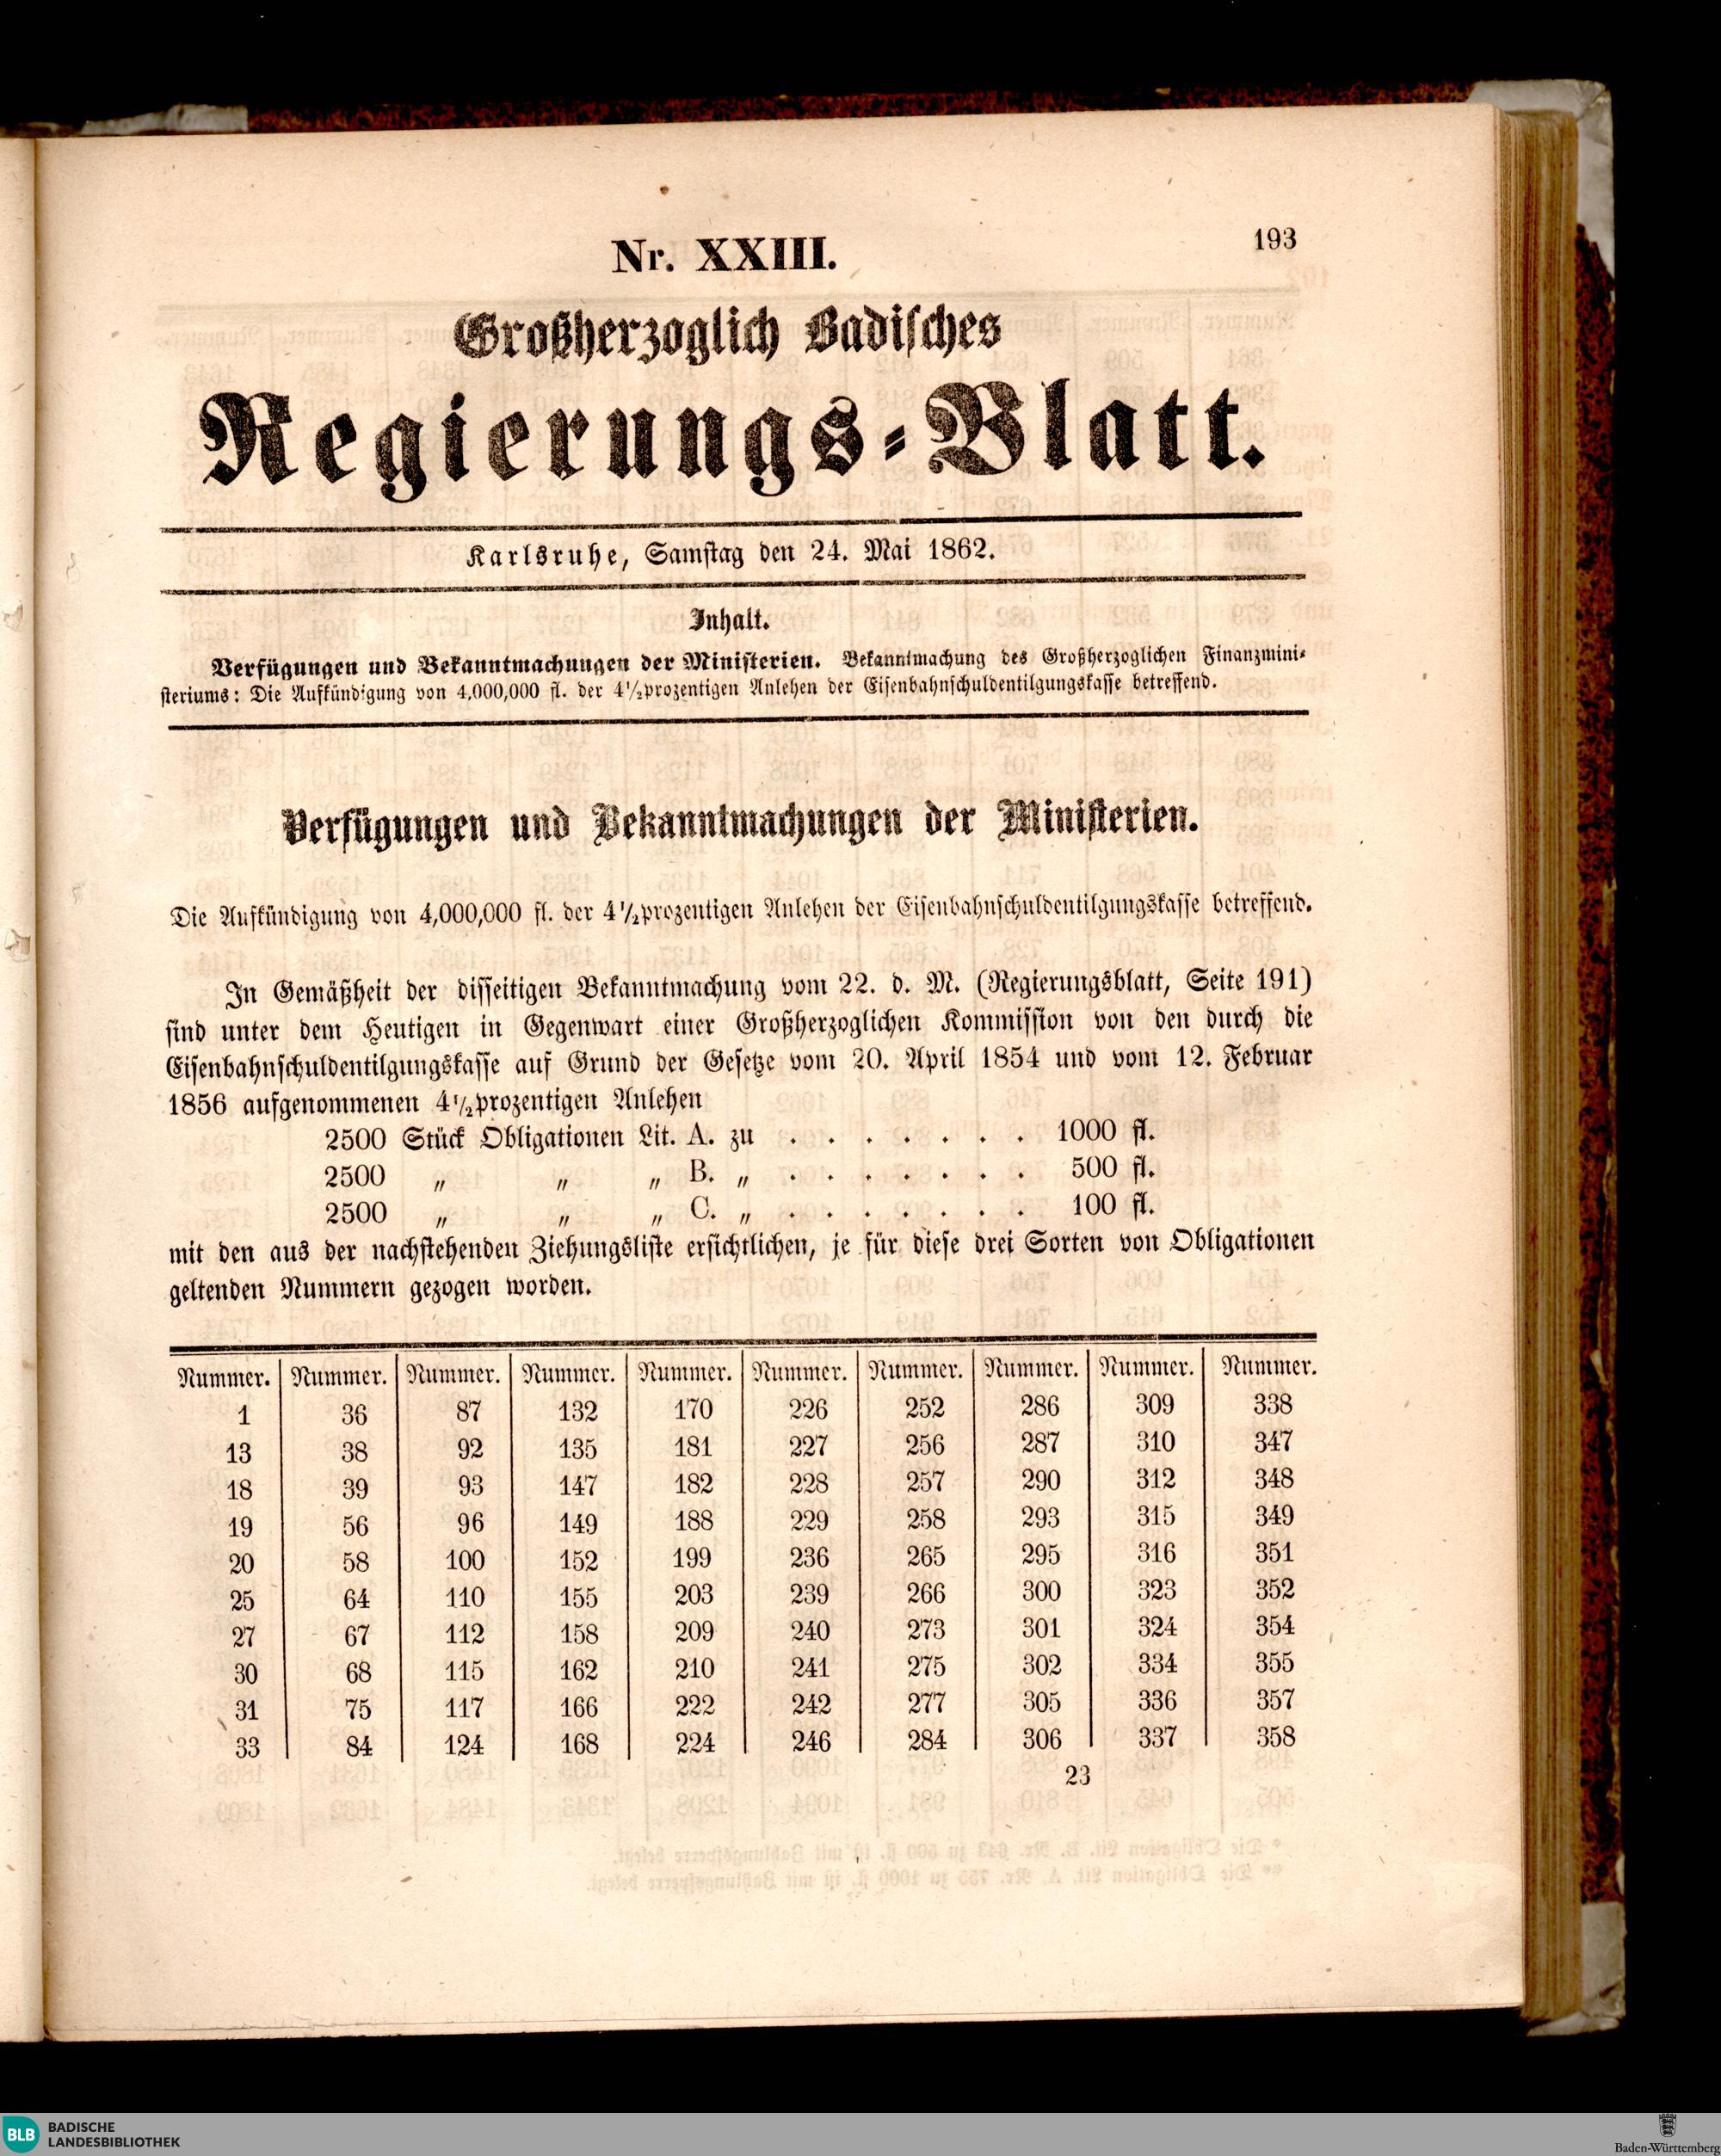 193
Nr. XXIII.
Großherzoglich Badisches
Regierungs-Blatt.
Karlsruhe, Samstag den 24. Mai 1862.
Inhalt.
Verfügungen und Bekanntmachungen der Ministerien. Bekanntmachung des Großherzoglichen Finanzmini-
steriums: Die Aufkündigung von 4,000,000 fl. der 4½prozentigen Anlehen der Eisenbahnschuldentilgungskasse betreffend.
Verfügungen und Bekanntmachungen der Ministerien.
Die Aufkündigung von 4,000,000 fl. der 4½prozentigen Anlehen der Eisenbahnschuldentilgungskasse betreffend.
In Gemäßheit der disseitigen Bekanntmachung vom 22. d. M. (Regierungsblatt, Seite 191)
sind unter dem Heutigen in Gegenwart einer Großherzoglichen Kommission von den durch die
Eisenbahnschuldentilgungskasse auf Grund der Gesetze vom 20. April 1854 und vom 12. Februar
1856 aufgenommenen 4½prozentigen Anlehen
2500 Stück Obligationen Lit. A. zu . . . . . . . 1000 fl.
2500 „ „ „ B. „ . . . . . . . 500 fl.
2500 „ „ „ C. „ . . . . . . . 100 fl.
mit den aus der nachstehenden Ziehungsliste ersichtlichen, je für diese drei Sorten von Obligationen
geltenden Nummern gezogen worden.
Nummer. Nummer. Nummer. Nummer. Nummer. Nummer. Nummer. Nummer. Nummer. Nummer.
1 36 87 132 170 226 252 286 309 338
13 38 92 135 181 227 256 287 310 347
18 39 93 147 182 228 257 290 312 348
19 56 96 149 188 229 258 293 315 349
20 58 100 152 199 236 265 295 316 351
25 64 110 155 203 239 266 300 323 352
27 67 112 158 209 240 273 301 324 354
30 68 115 162 210 241 275 302 334 355
31 75 117 166 222 242 277 305 336 357
33 84 124 168 224 246 284 306 337 358
23
BLB BADISCHE
LANDESBIBLIOTHEK
Baden-Württemberg